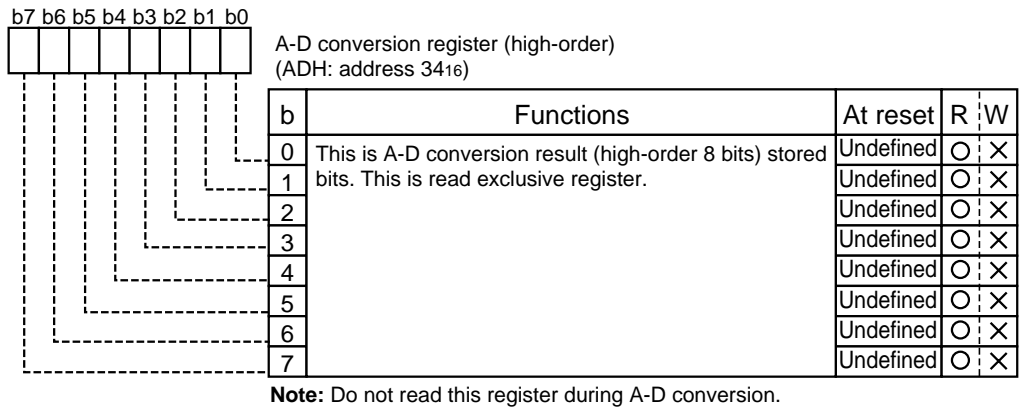 b7 b6 b5 b4 b3 b2 b1 b0
A-D conversion register (high-order)
(ADH: address 3416)
b Functions At reset R W
0 This is A-D conversion result (high-order 8 bits) stored Undefined O X
1 bits. This is read exclusive register. Undefined O X
2 Undefined O X
3 Undefined O X
4 Undefined O X
5 Undefined O X
6 Undefined O X
7 Undefined O X
Note: Do not read this register during A-D conversion.